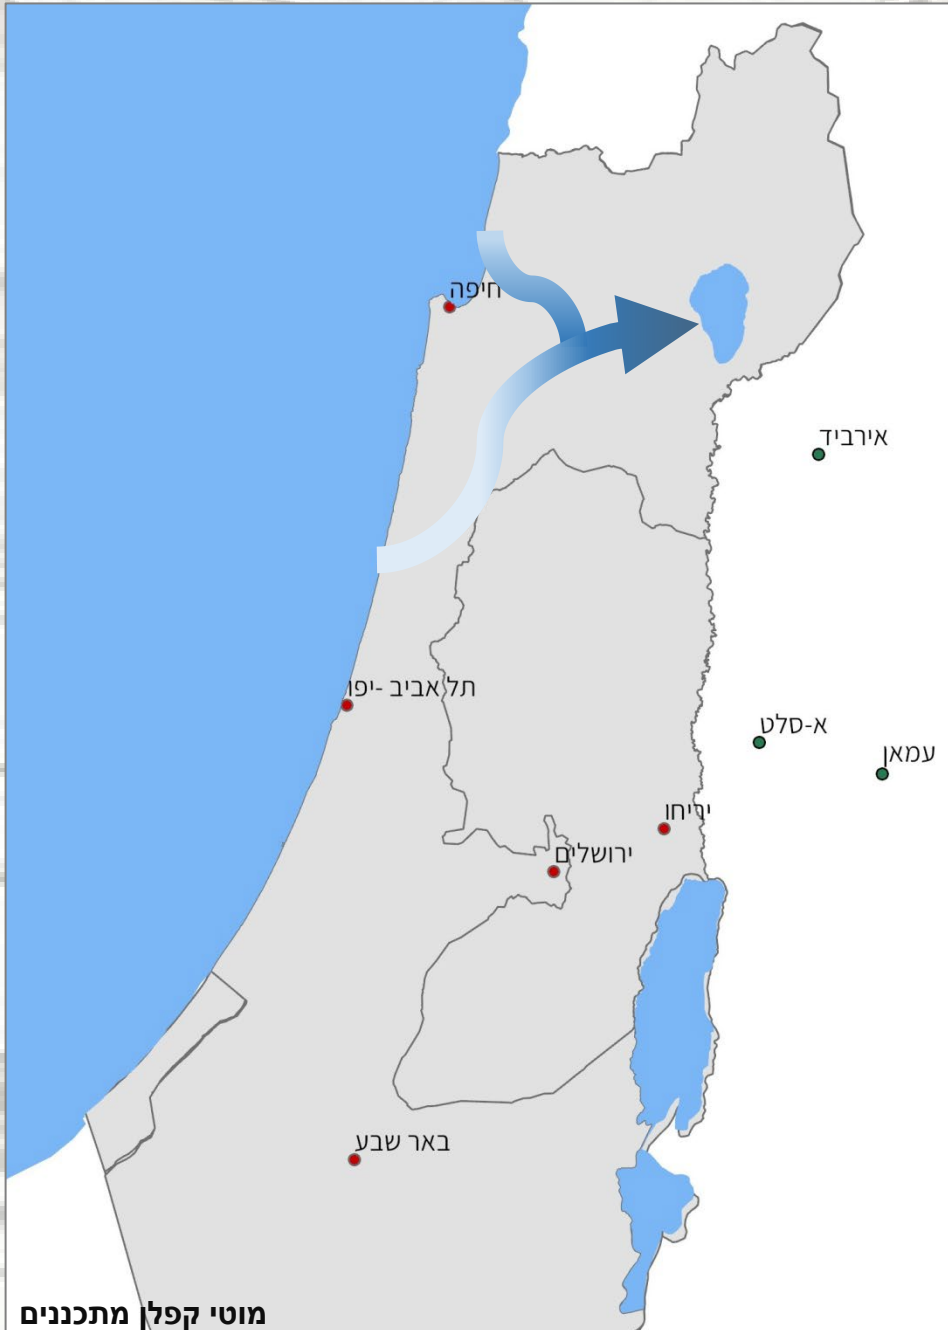 חיפה
אירביד
תל אביב -יפו
א-סלט
עמאן
יריחו
ירושלים
באר שבע
מוטי קפלן מתכננים